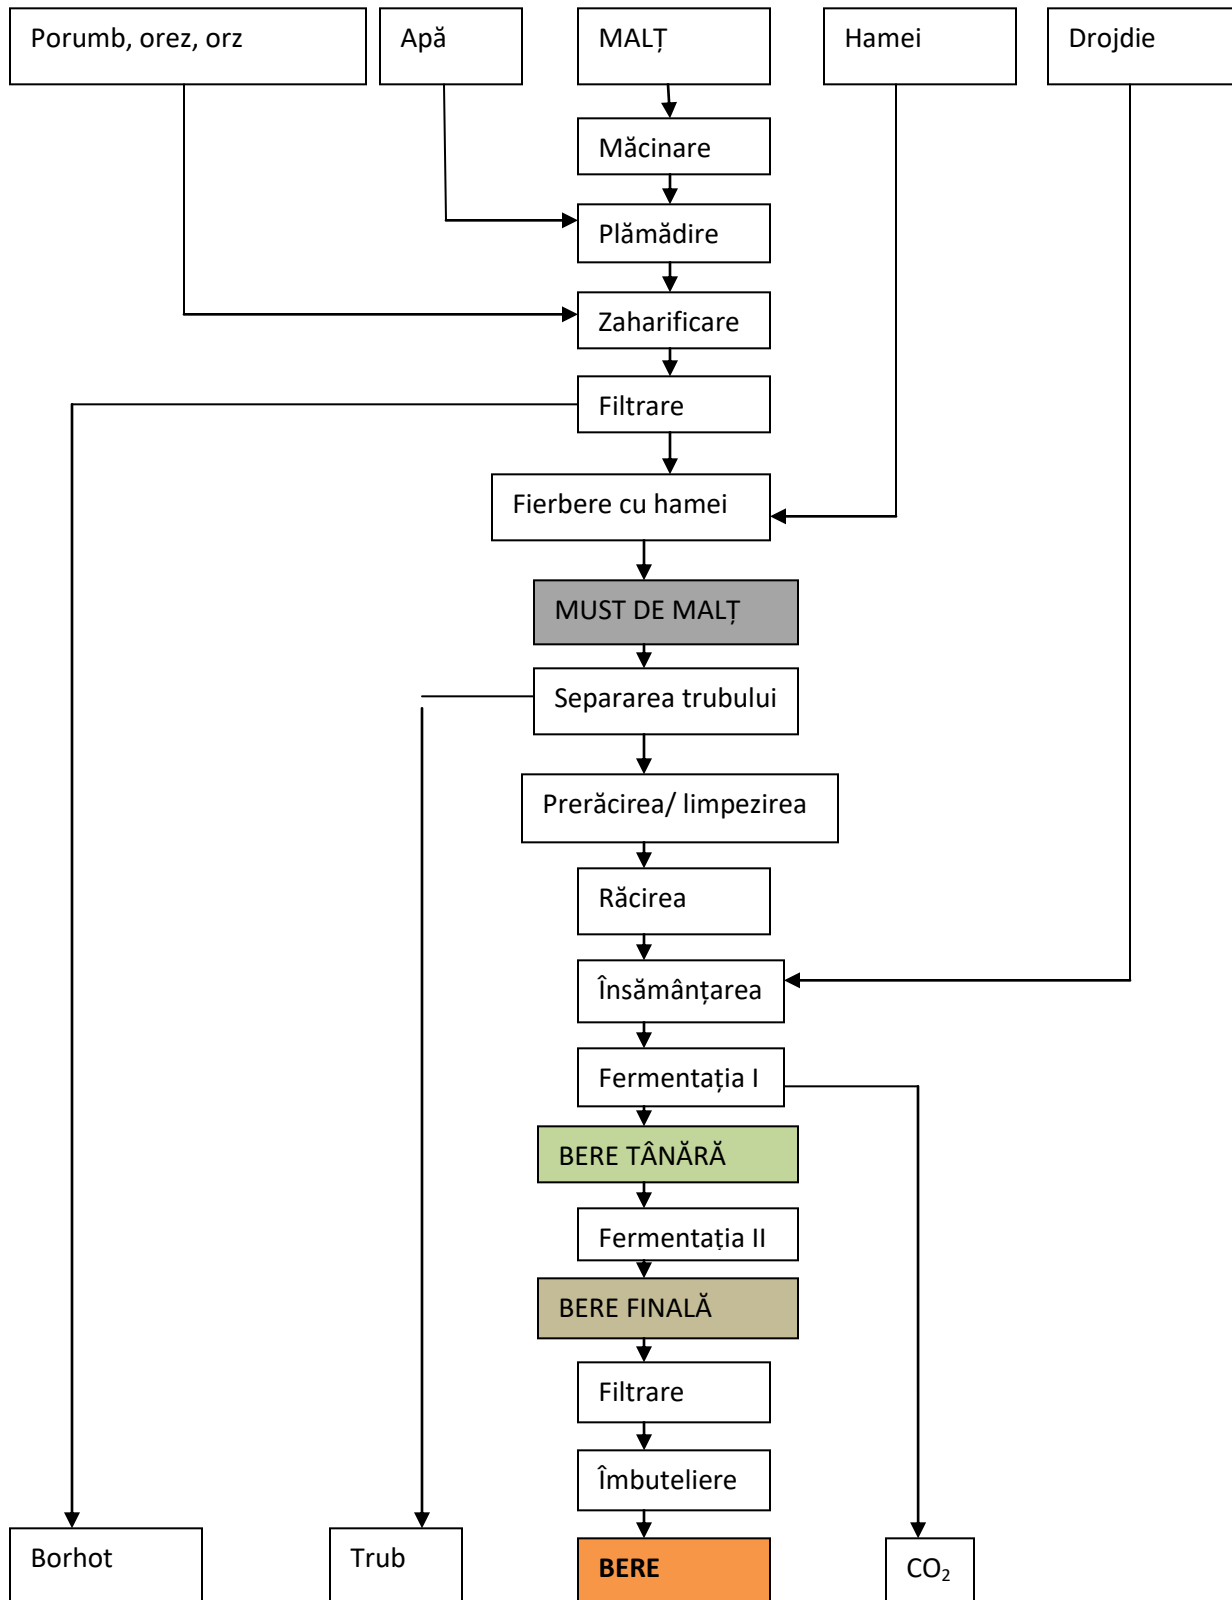 Porumb, orez, orz
Apă
MALȚ
Hamei
Drojdie
Măcinare
Plămădire
Zaharificare
Filtrare
Fierbere cu hamei
MUST DE MALȚ
Separarea trubului
Prerăcirea/ limpezirea
Răcirea
Însămânțarea
Fermentația I
BERE TÂNĂRĂ
Fermentația II
BERE FINALĂ
Filtrare
Îmbuteliere
Borhot
Trub
BERE
CO₂